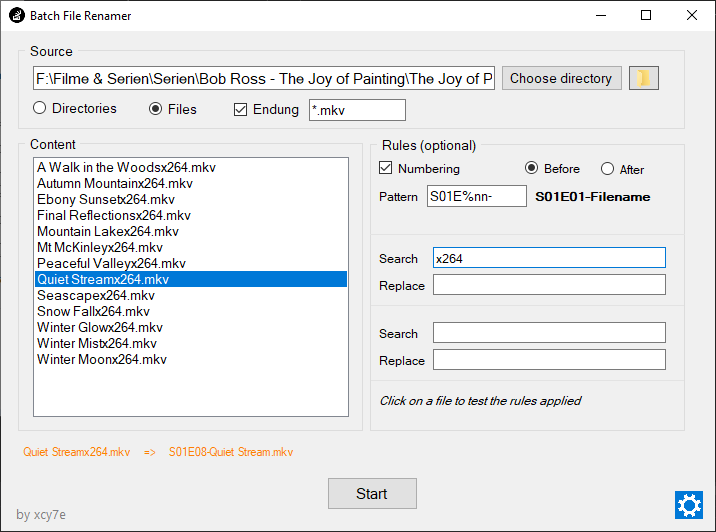 Batch File Renamer
Source
F:\Filme & Serien\Serien\Bob Ross - The Joy of Painting\The Joy of P
Choose directory
Directories
Files
Endung
*.mkv
Content
A Walk in the Woodsx264.mkv
Autumn Mountainx264.mkv
Ebony Sunsetx264.mkv
Final Reflectionsx264.mkv
Mountain Lakex264.mkv
Mt McKinleyx264.mkv
Peaceful Valleyx264.mkv
Quiet Streamx264.mkv
Seascapex264.mkv
Snow Fallx264.mkv
Winter Glowx264.mkv
Winter Mistx264.mkv
Winter Moonx264.mkv
Rules (optional)
Numbering
Before
After
Pattern
S01E%nn-
S01E01-Filename
Search
x264
Replace
Search
Replace
Click on a file to test the rules applied
Quiet Streamx264.mkv => S01E08-Quiet Stream.mkv
Start
by xcy7e